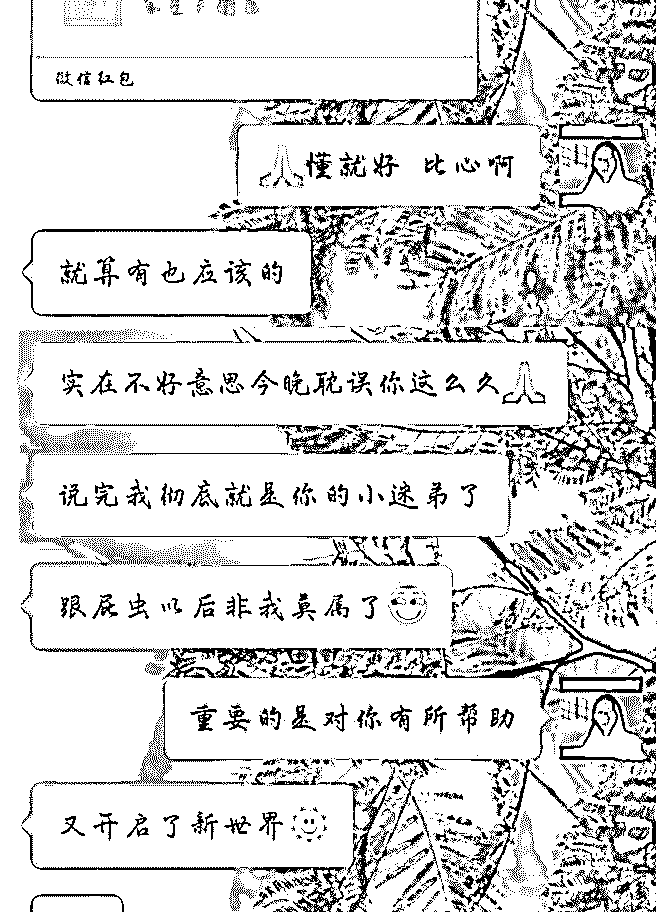 微信红包
懂就好 比心啊
就算有也应该的
实在不好意思今晚耽误你这么久
说完我彻底就是你的小迷弟了
跟屁虫以后非我莫属了
重要的是对你有所帮助
又开启了新世界